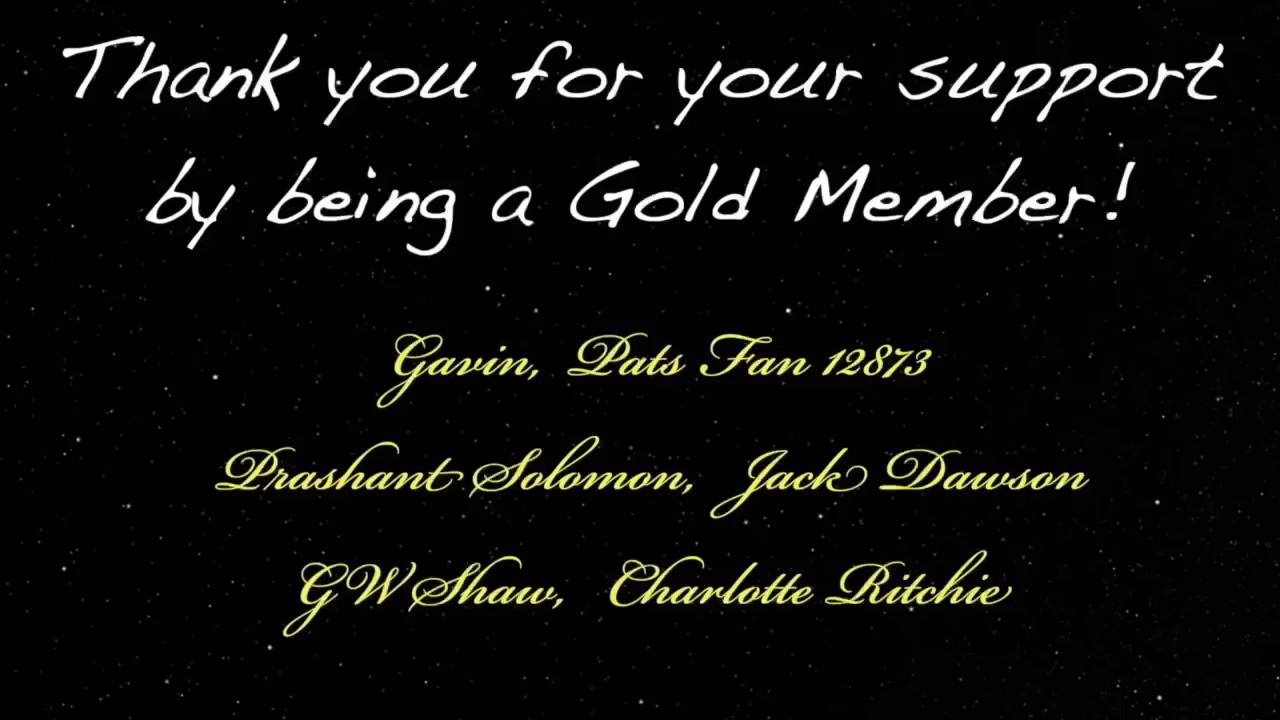 Thank you for your support
by being a Gold Member!
Gavin, Pats Fan 12873
Prashant Solomon, Jack Dawson
GW Shaw, Charlotte Ritchie